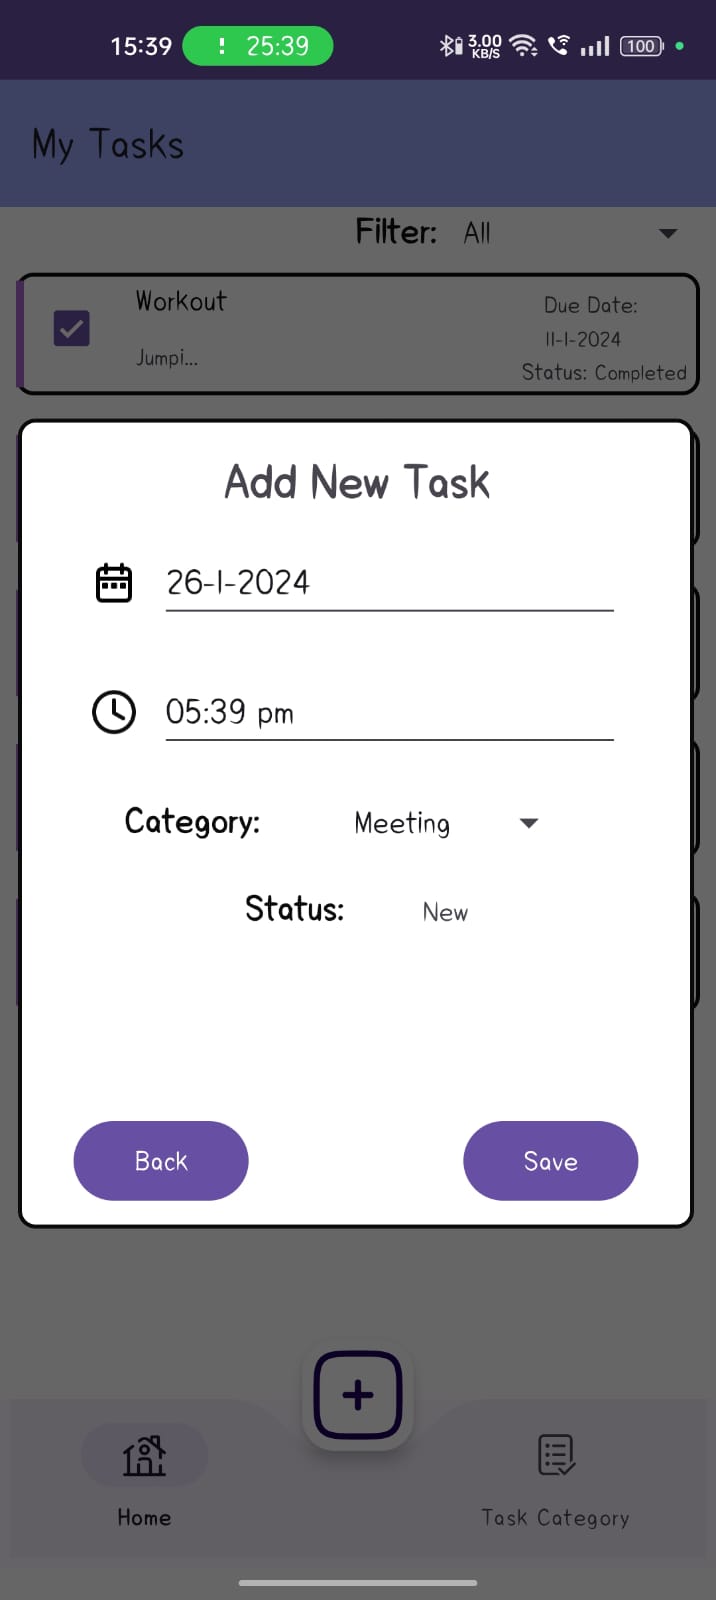 15:39 ! 25:39 3.00 KB/S 100
My Tasks
Filter: All
Workout
Due Date:
11-1-2024
Jumpi...
Status: Completed
Add New Task
26-1-2024
05:39 pm
Category: Meeting
Status: New
Back Save
Home Task Category